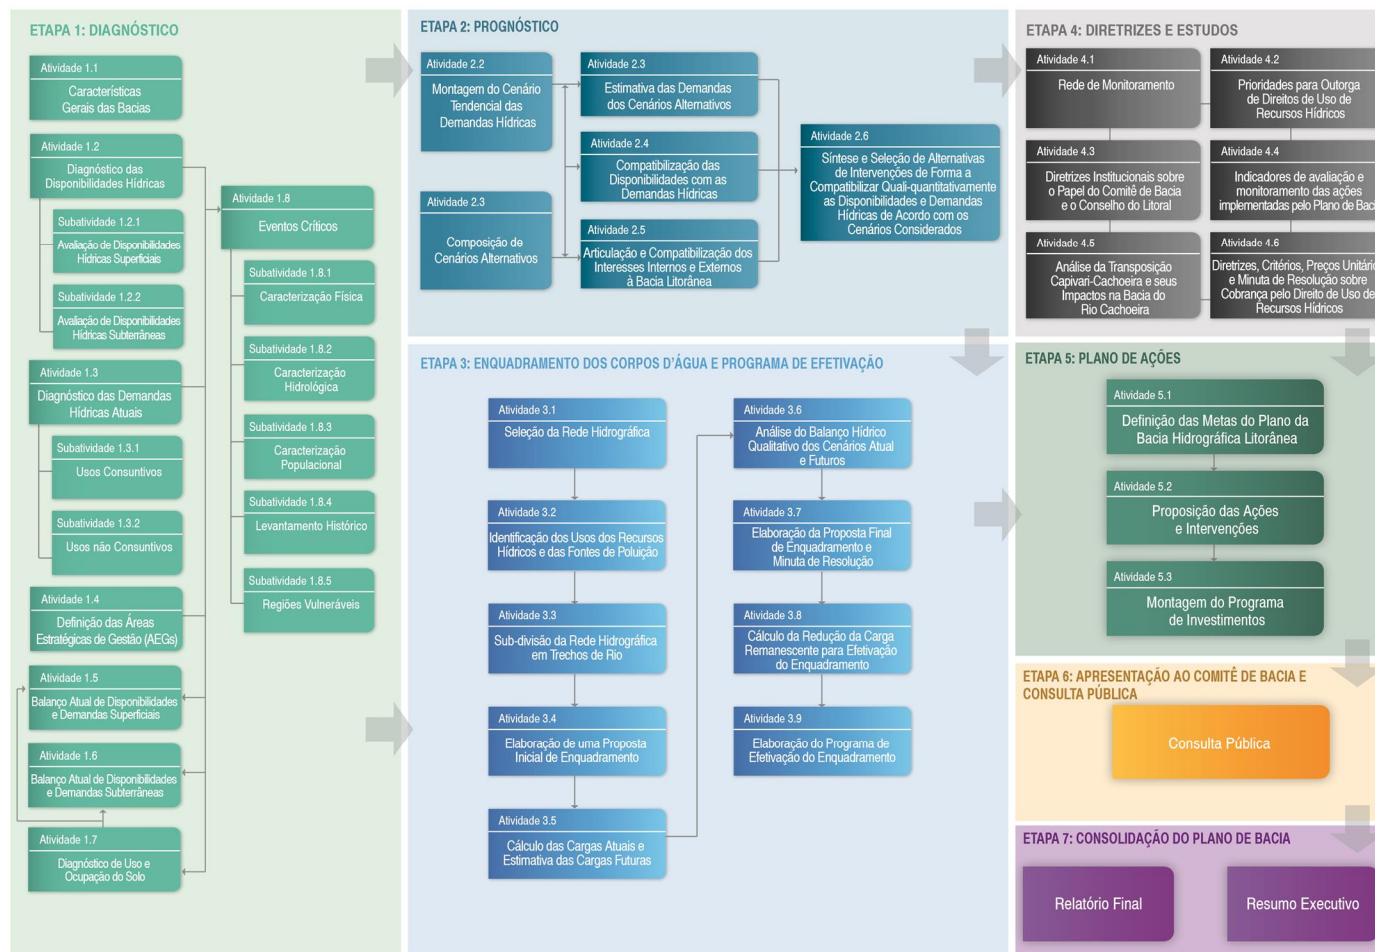 ETAPA 1: DIAGNÓSTICO
Atividade 1.1
Características
Gerais das Bacias
Atividade 1.2
Diagnóstico das
Disponibilidades Hídricas
Subatividade 1.2.1
Avaliação de Disponibilidades
Hídricas Superficiais
Subatividade 1.2.2
Avaliação de Disponibilidades
Hídricas Subterrâneas
Atividade 1.3
Diagnóstico das Demandas
Hídricas Atuais
Subatividade 1.3.1
Usos Consuntivos
Subatividade 1.3.2
Usos não Consuntivos
Atividade 1.4
Definição das Áreas
Estratégicas de Gestão (AEGs)
Atividade 1.5
Balanço Atual de Disponibilidades
e Demandas Superficiais
Atividade 1.6
Balanço Atual de Disponibilidades
e Demandas Subterrâneas
Atividade 1.7
Diagnóstico de Uso e
Ocupação do Solo
Atividade 1.8
Eventos Críticos
Subatividade 1.8.1
Caracterização Física
Subatividade 1.8.2
Caracterização
Hidrológica
Subatividade 1.8.3
Caracterização
Populacional
Subatividade 1.8.4
Levantamento Histórico
Subatividade 1.8.5
Regiões Vulneráveis
ETAPA 2: PROGNÓSTICO
Atividade 2.2
Montagem do Cenário
Tendencial das
Demandas Hídricas
Atividade 2.3
Composição de
Cenários Alternativos
Atividade 2.3
Estimativa das Demandas
dos Cenários Alternativos
Atividade 2.4
Compatibilização das
Disponibilidades com as
Demandas Hídricas
Atividade 2.5
Articulação e Compatibilização dos
Interesses Internos e Externos
à Bacia Litorânea
Atividade 2.6
Síntese e Seleção de Alternativas
de Intervenções de Forma a
Compatibilizar Quali-quantitativamente
as Disponibilidades e Demandas
Hídricas de Acordo com os
Cenários Considerados
ETAPA 3: ENQUADRAMENTO DOS CORPOS D'ÁGUA E PROGRAMA DE EFETIVAÇÃO
Atividade 3.1
Seleção da Rede Hidrográfica
Atividade 3.2
Identificação dos Usos dos Recursos
Hídricos e das Fontes de Poluição
Atividade 3.3
Sub-divisão da Rede Hidrográfica
em Trechos de Rio
Atividade 3.4
Elaboração de uma Proposta
Inicial de Enquadramento
Atividade 3.5
Cálculo das Cargas Atuais e
Estimativa das Cargas Futuras
Atividade 3.6
Análise do Balanço Hídrico
Qualitativo dos Cenários Atual
e Futuros
Atividade 3.7
Elaboração da Proposta Final
de Enquadramento e
Minuta de Resolução
Atividade 3.8
Cálculo da Redução da Carga
Remanescente para Efetivação
do Enquadramento
Atividade 3.9
Elaboração do Programa de
Efetivação do Enquadramento
ETAPA 4: DIRETRIZES E ESTUDOS
Atividade 4.1
Rede de Monitoramento
Atividade 4.2
Prioridades para Outorga
de Direitos de Uso de
Recursos Hídricos
Atividade 4.3
Diretrizes Institucionais sobre
o Papel do Comitê de Bacia
e o Conselho do Litoral
Atividade 4.4
Indicadores de avaliação e
monitoramento das ações
implementadas pelo Plano de Baci
Atividade 4.5
Análise da Transposição
Capivari-Cachoeira e seus
Impactos na Bacia do
Rio Cachoeira
Atividade 4.6
Diretrizes, Critérios, Preços Unitário
e Minuta de Resolução sobre
Cobrança pelo Direito de Uso de
Recursos Hídricos
ETAPA 5: PLANO DE AÇÕES
Atividade 5.1
Definição das Metas do Plano da
Bacia Hidrográfica Litorânea
Atividade 5.2
Proposição das Ações
e Intervenções
Atividade 5.3
Montagem do Programa
de Investimentos
ETAPA 6: APRESENTAÇÃO AO COMITÊ DE BACIA E
CONSULTA PÚBLICA
Consulta Pública
ETAPA 7: CONSOLIDAÇÃO DO PLANO DE BACIA
Relatório Final
Resumo Executivo